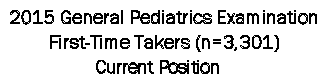 2015 General Pediatrics Examination
First-Time Takers (n=3,301)
Current Position